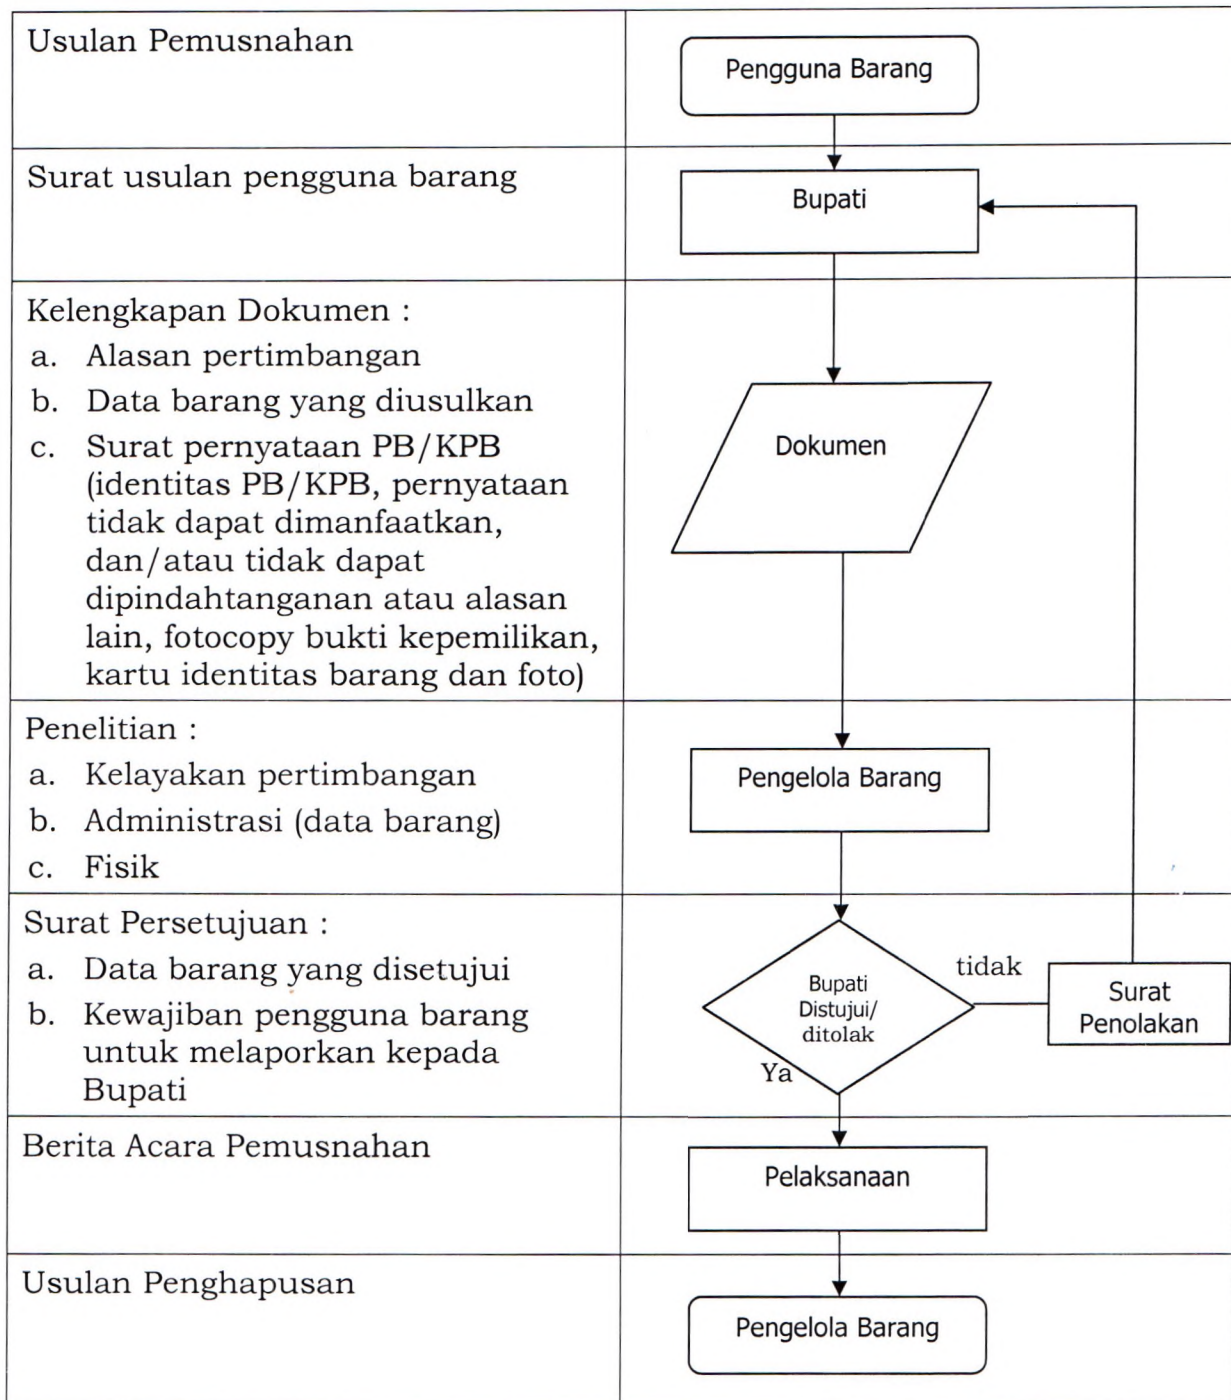 Usulan Pemusnahan
Pengguna Barang
Surat usulan pengguna barang
Bupati
Kelengkapan Dokumen :
a. Alasan pertimbangan
b. Data barang yang diusulkan
c. Surat pernyataan PB/KPB
(identitas PB/KPB, pernyataan
tidak dapat dimanfaatkan,
dan/atau tidak dapat
dipindahtanganan atau alasan
lain, fotocopy bukti kepemilikan,
kartu identitas barang dan foto)
Dokumen
Penelitian :
a. Kelayakan pertimbangan
b. Administrasi (data barang)
c. Fisik
Pengelola Barang
Surat Persetujuan :
a. Data barang yang disetujui
b. Kewajiban pengguna barang
untuk melaporkan kepada
Bupati
Bupati
Distujui/
ditolak
tidak
Surat
Penolakan
Ya
Berita Acara Pemusnahan
Pelaksanaan
Usulan Penghapusan
Pengelola Barang